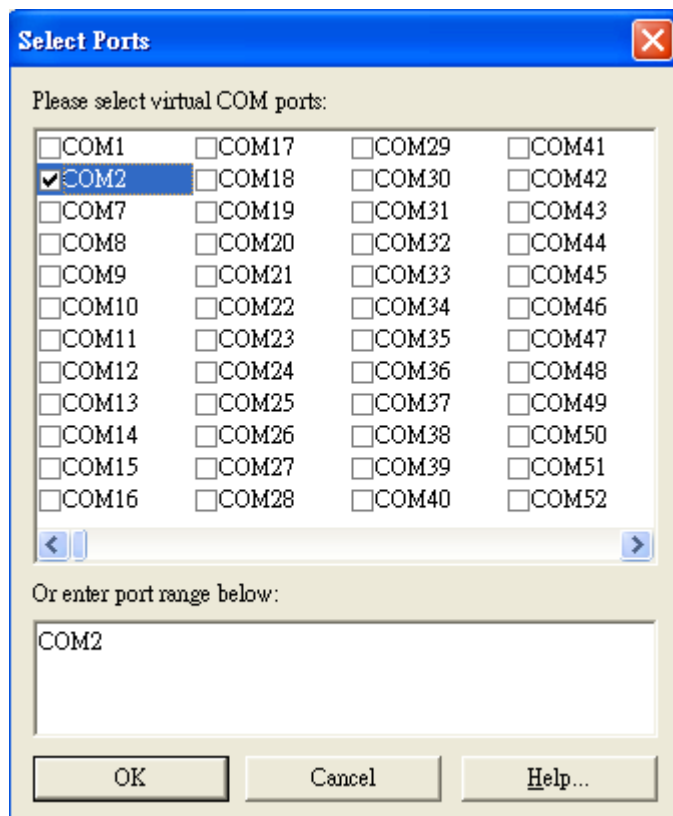 Select Ports
Please select virtual COM ports:
COM1 COM17 COM29 COM41
COM2 COM18 COM30 COM42
COM7 COM19 COM31 COM43
COM8 COM20 COM32 COM44
COM9 COM21 COM33 COM45
COM10 COM22 COM34 COM46
COM11 COM23 COM35 COM47
COM12 COM24 COM36 COM48
COM13 COM25 COM37 COM49
COM14 COM26 COM38 COM50
COM15 COM27 COM39 COM51
COM16 COM28 COM40 COM52
Or enter port range below:
COM2
OK Cancel Help...